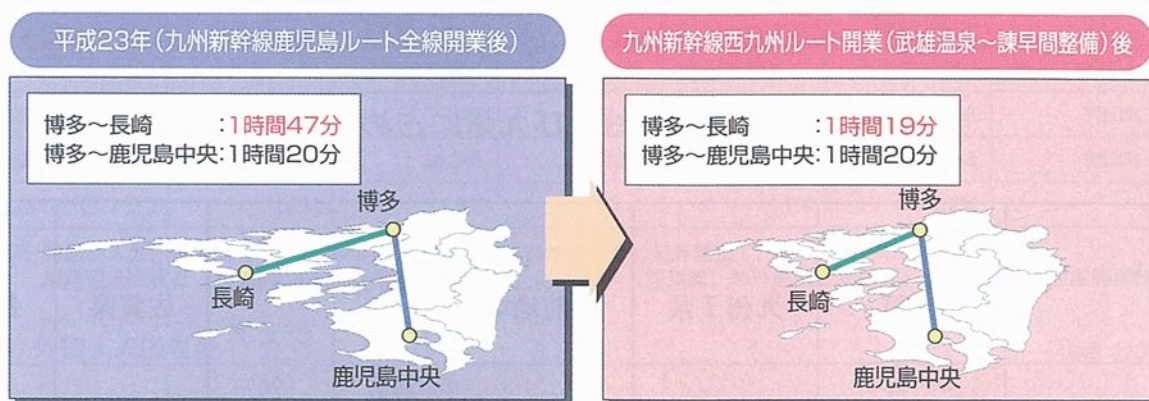 平成23年(九州新幹線鹿児島ルート全線開業後)
博多〜長崎 :1時間47分
博多〜鹿児島中央:1時間20分
博多
長崎
鹿児島中央
九州新幹線西九州ルート開業(武雄温泉〜諫早間整備)後
博多〜長崎 :1時間19分
博多〜鹿児島中央:1時間20分
博多
長崎
鹿児島中央